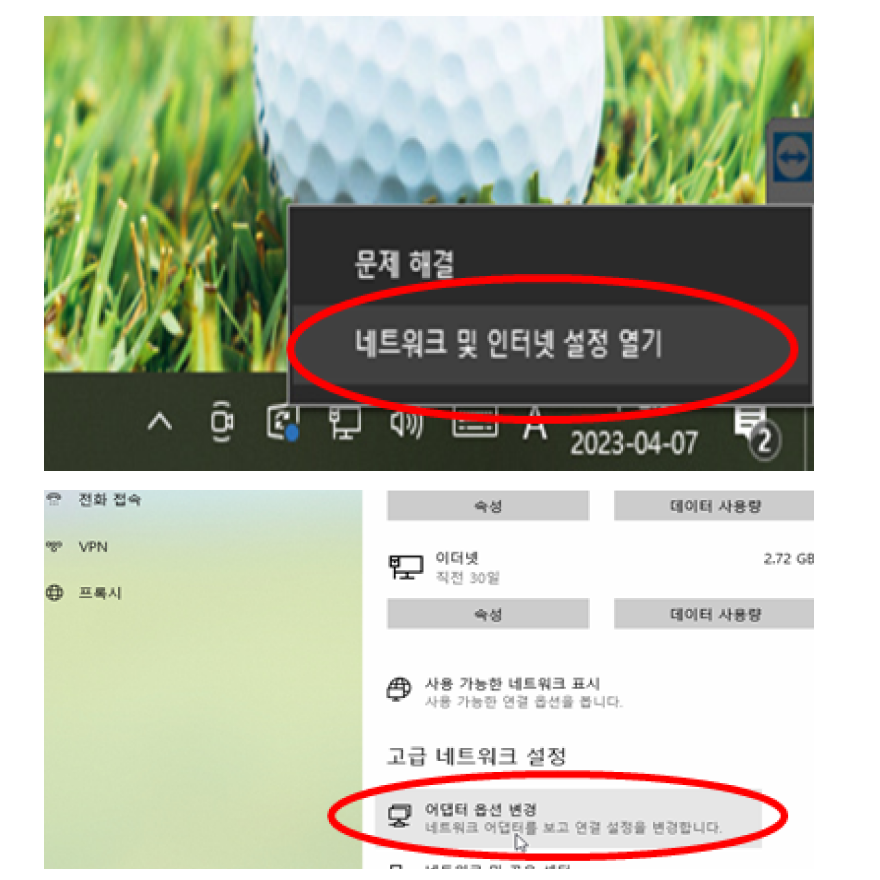 문제 해결
네트워크 및 인터넷 설정 열기
A
2023-04-07
2
전화 접속
속성
데이터 사용량
VPN
이더넷
2.72 GB
직전 30일
프록시
속성
데이터 사용량
사용 가능한 네트워크 표시
사용 가능한 연결 옵션을 봅니다.
고급 네트워크 설정
어댑터 옵션 변경
네트워크 어댑터를 보고 연결 설정을 변경합니다.